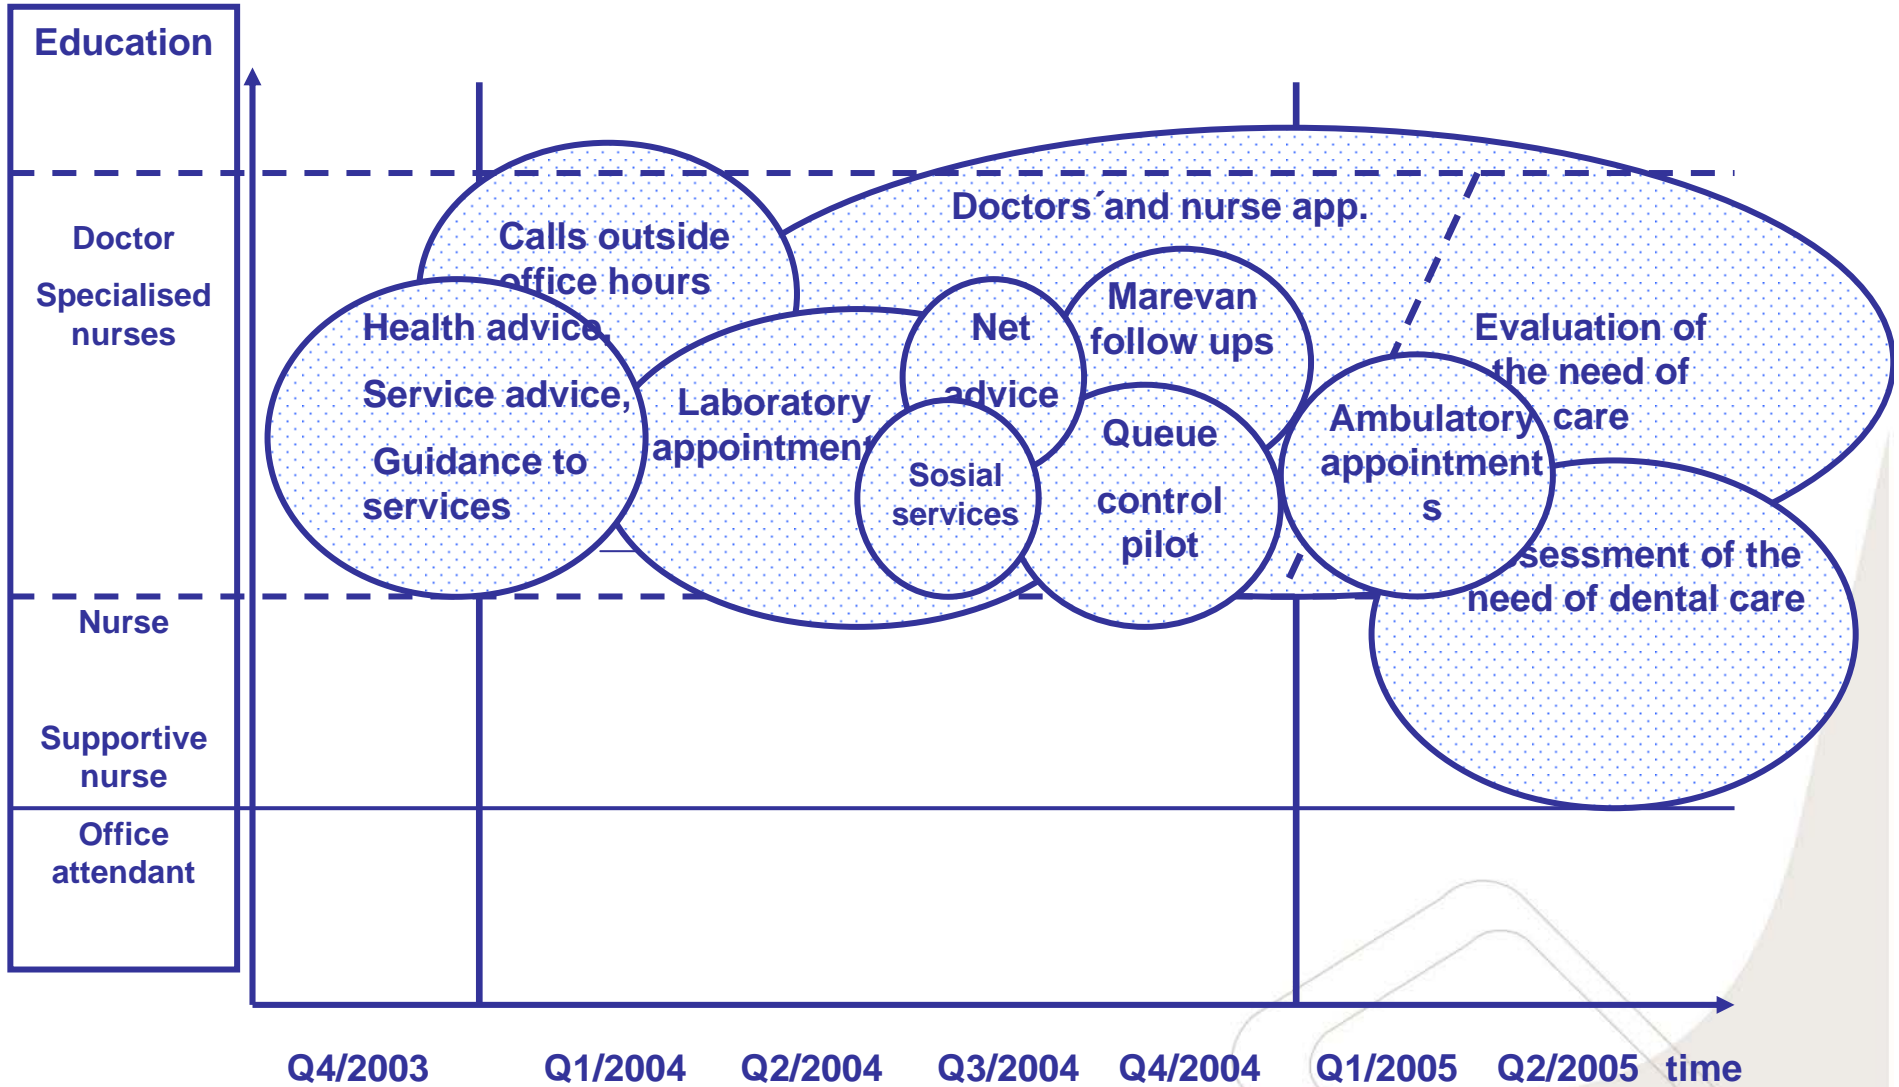 Education
Doctor
Specialised
nurses
Nurse
Supportive
nurse
Office
attendant
Calls outside
office hours
Health advice,
Service advice,
Guidance to
services
Doctors´and nurse app.
Laboratory
appointment
Net
advice
Sosial
services
Marevan
follow ups
Queue
control
pilot
Evaluation of
the need of
care
Ambulatory
appointment
s
sessment of the
need of dental care
Q4/2003 Q1/2004 Q2/2004 Q3/2004 Q4/2004 Q1/2005 Q2/2005 time